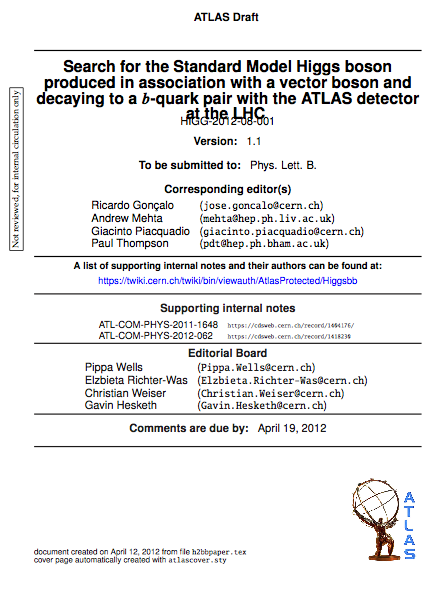 ATLAS Draft
Search for the Standard Model Higgs boson
produced in association with a vector boson and
decaying to a b-quark pair with the ATLAS detector
at the LHC
HIGG-2012-08-001
Version: 1.1
To be submitted to: Phys. Lett. B.
Corresponding editor(s)
Ricardo Gonçalo (jose.goncalo@cern.ch)
Andrew Mehta (mehta@hep.ph.liv.ac.uk)
Giacinto Piacquadio (giacinto.piacquadio@cern.ch)
Paul Thompson (pdt@hep.ph.bham.ac.uk)
A list of supporting internal notes and their authors can be found at:
https://twiki.cern.ch/twiki/bin/viewauth/AtlasProtected/Higgsbb
Supporting internal notes
ATL-COM-PHYS-2011-1648 https://cdsweb.cern.ch/record/1404176/
ATL-COM-PHYS-2012-062 https://cdsweb.cern.ch/record/1418230
Editorial Board
Pippa Wells (Pippa.Wells@cern.ch)
Elzbieta Richter-Was (Elzbieta.Richter-Was@cern.ch)
Christian Weiser (Christian.Weiser@cern.ch)
Gavin Hesketh (Gavin.Hesketh@cern.ch)
Comments are due by: April 19, 2012
Not reviewed, for internal circulation only
ATLAS
document created on April 12, 2012 from file h2bbpaper.tex
cover page automatically created with atlascover.sty